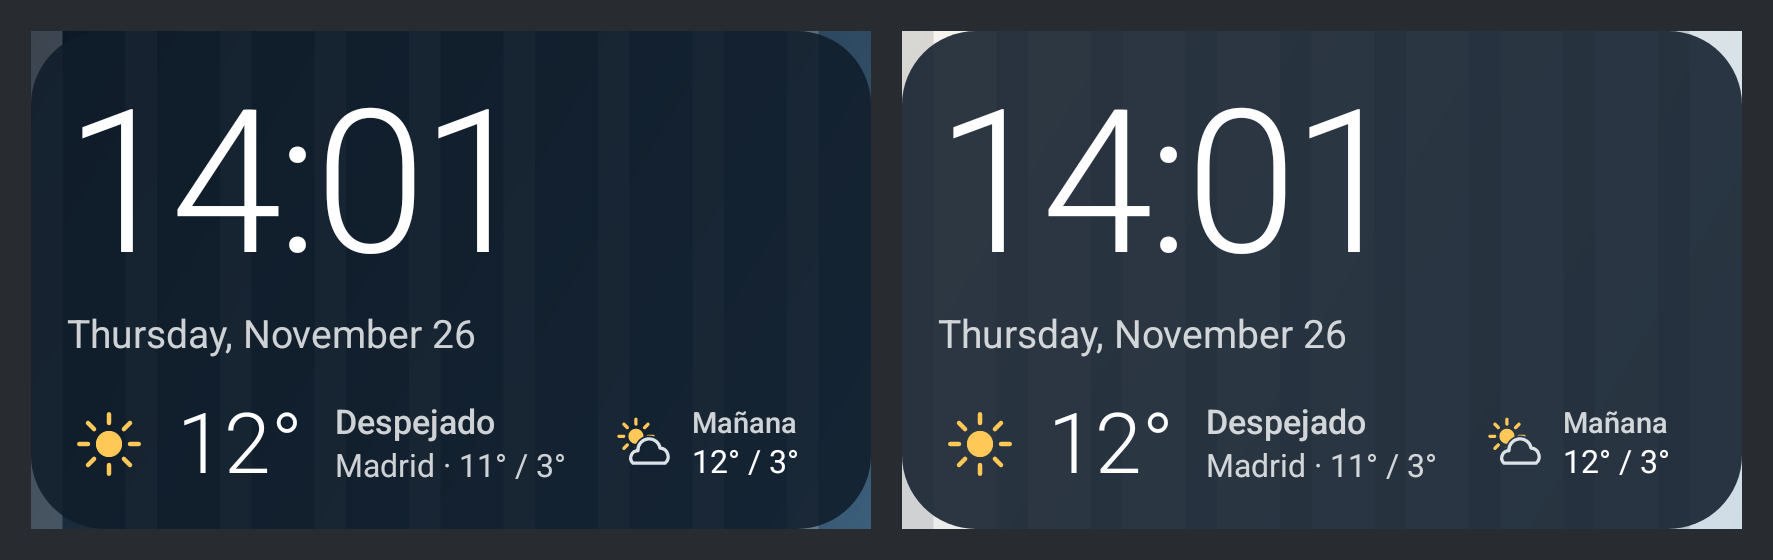 14:01
Thursday, November 26
12°
Despejado
Madrid · 11° / 3°
Mañana
12° / 3°
14:01
Thursday, November 26
12°
Despejado
Madrid · 11° / 3°
Mañana
12° / 3°